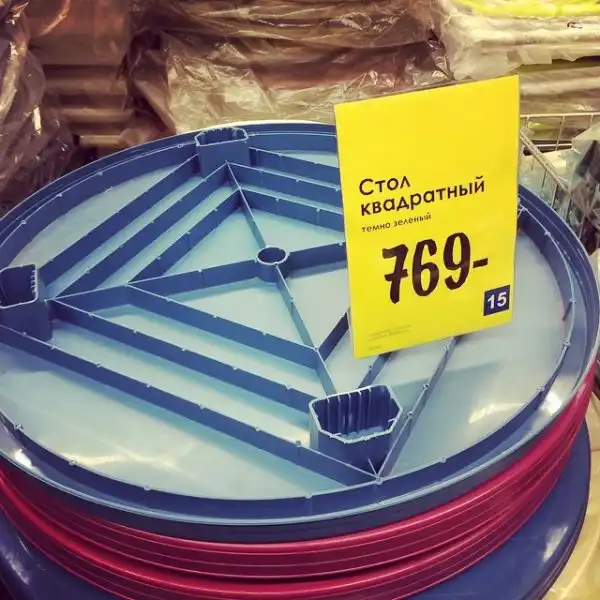 Стол
квадратный
темно зеленый
769-
15